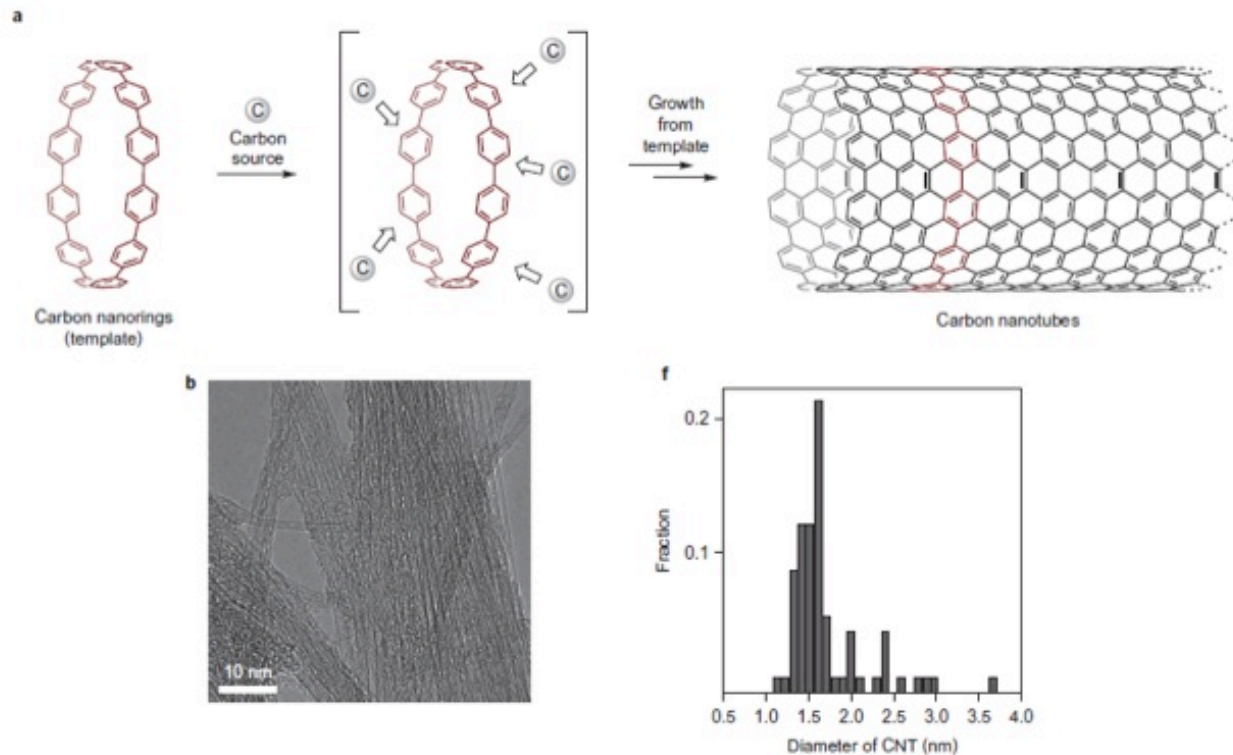 a
C
Carbon
source
C
C
C
C
C
Growth
from
template
Carbon nanorings
(template)
Carbon nanotubes
b
10 nm
f
Fraction
0.2
0.1
0.5 1.0 1.5 2.0 2.5 3.0 3.5 4.0
Diameter of CNT (nm)